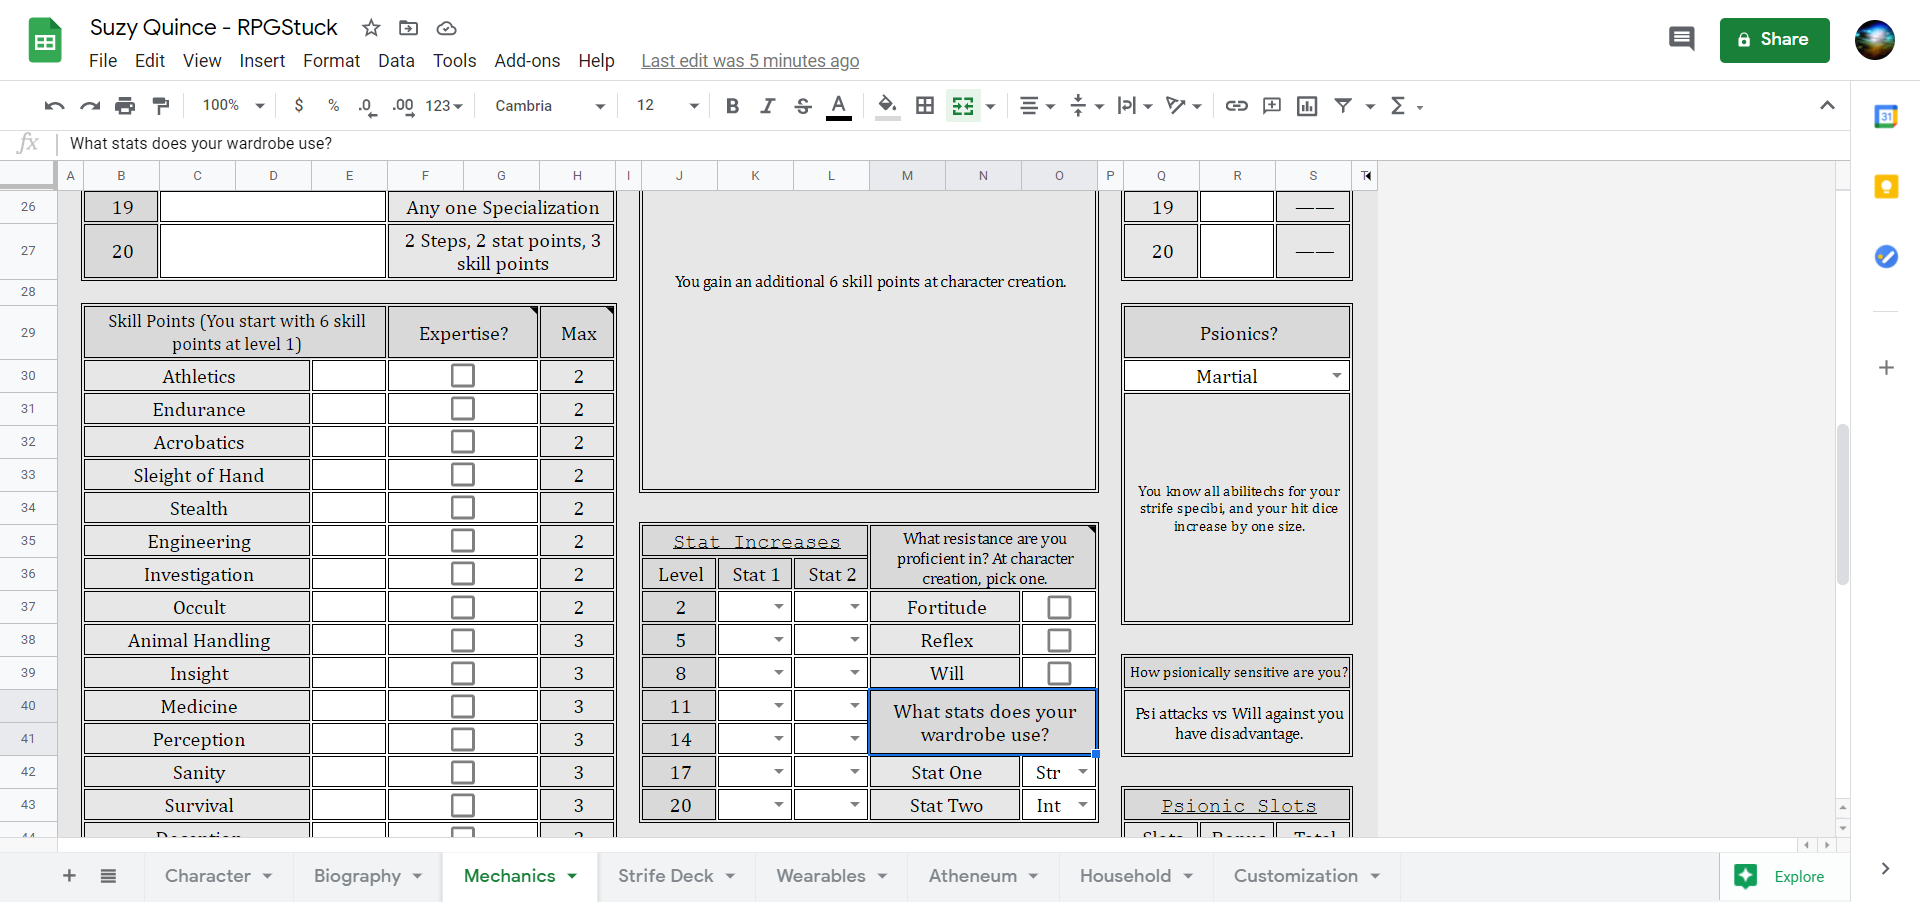 Suzy Quince - RPGStuck
File Edit View Insert Format Data Tools Add-ons Help Last edit was 5 minutes ago
Share
100% $ % .0 .00 123 Cambria 12 B I S A Σ
31
fx What stats does your wardrobe use?
A B C D E F G H I J K L M N O P Q R S T
26 19 Any one Specialization 19 ——
27 20 2 Steps, 2 stat points, 3
skill points 20 ——
You gain an additional 6 skill points at character creation.
28
29 Skill Points (You start with 6 skill
points at level 1) Expertise? Max Psionics?
30 Athletics 2 Martial
31 Endurance 2
32 Acrobatics 2
33 Sleight of Hand 2
34 Stealth 2
You know all abilitechs for your
strife specibi, and your hit dice
increase by one size.
35 Engineering 2 Stat Increases What resistance are you
proficient in? At character
creation, pick one.
36 Investigation 2 Level Stat 1 Stat 2
37 Occult 2 2 Fortitude
38 Animal Handling 3 5 Reflex
39 Insight 3 8 Will How psionically sensitive are you?
40 Medicine 3 11 What stats does your
wardrobe use?
Psi attacks vs Will against you
have disadvantage.
41 Perception 3 14
42 Sanity 3 17 Stat One Str
43 Survival 3 20 Stat Two Int Psionic Slots
44 Deception 3 Slots Bonus Total
Character Biography Mechanics Strife Deck Wearables Atheneum Household Customization Explore